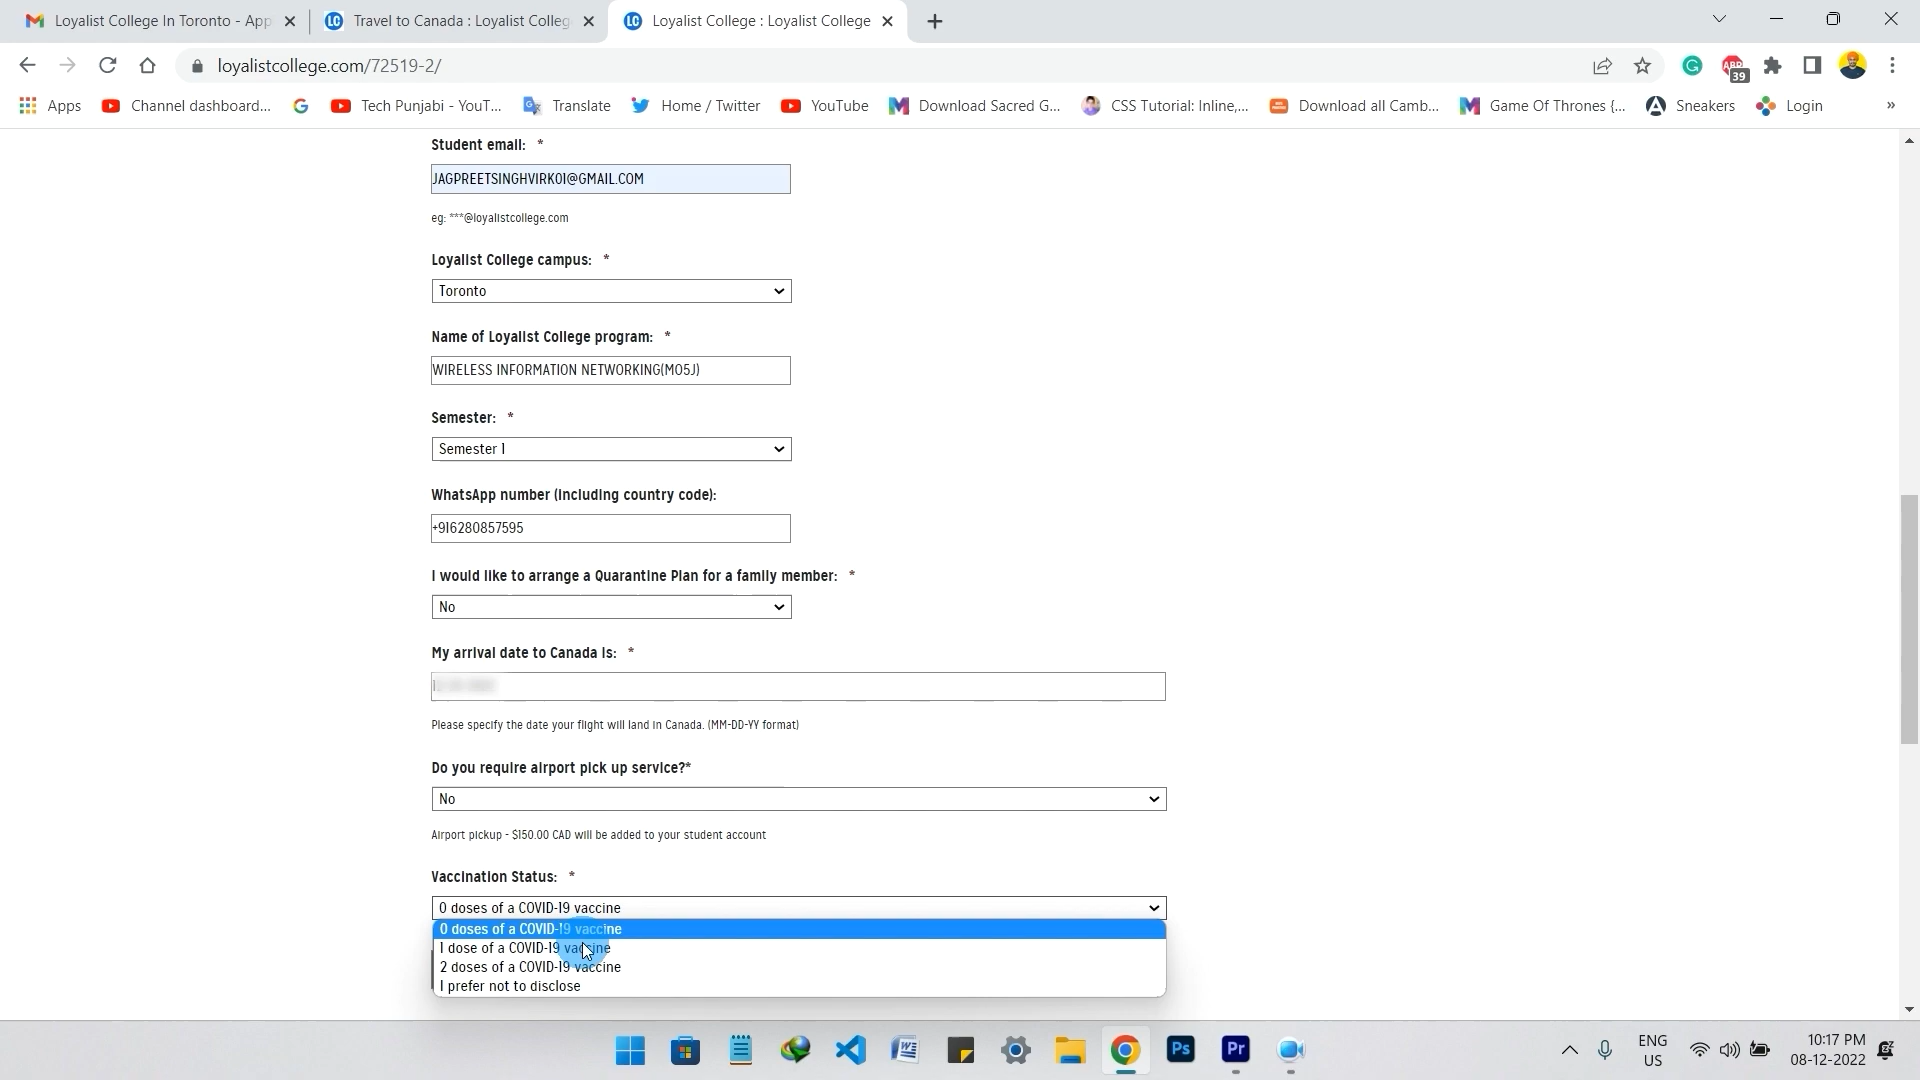 Loyalist College In Toronto - App
Travel to Canada : Loyalist Colleg
Loyalist College : Loyalist College
loyalistcollege.com/72519-2/
39
Apps
Channel dashboard...
Tech Punjabi - YouT...
Translate
Home / Twitter
YouTube
Download Sacred G...
CSS Tutorial: Inline,...
Download all Camb...
Game Of Thrones {...
Sneakers
Login
»
Student email: *
JAGPREETSINGHVIRK01@GMAIL.COM
eg: ***@loyalistcollege.com
Loyalist College campus: *
Toronto
Name of Loyalist College program: *
WIRELESS INFORMATION NETWORKING(M05J)
Semester: *
Semester 1
WhatsApp number (including country code):
+916280857595
I would like to arrange a Quarantine Plan for a family member: *
No
My arrival date to Canada is: *
Please specify the date your flight will land in Canada. (MM-DD-YY format)
Do you require airport pick up service?*
No
Airport pickup - $150.00 CAD will be added to your student account
Vaccination Status: *
0 doses of a COVID-19 vaccine
0 doses of a COVID-19 vaccine
1 dose of a COVID-19 vaccine
2 doses of a COVID-19 vaccine
I prefer not to disclose
Ps
Pr
ENG
US
10:17 PM
08-12-2022